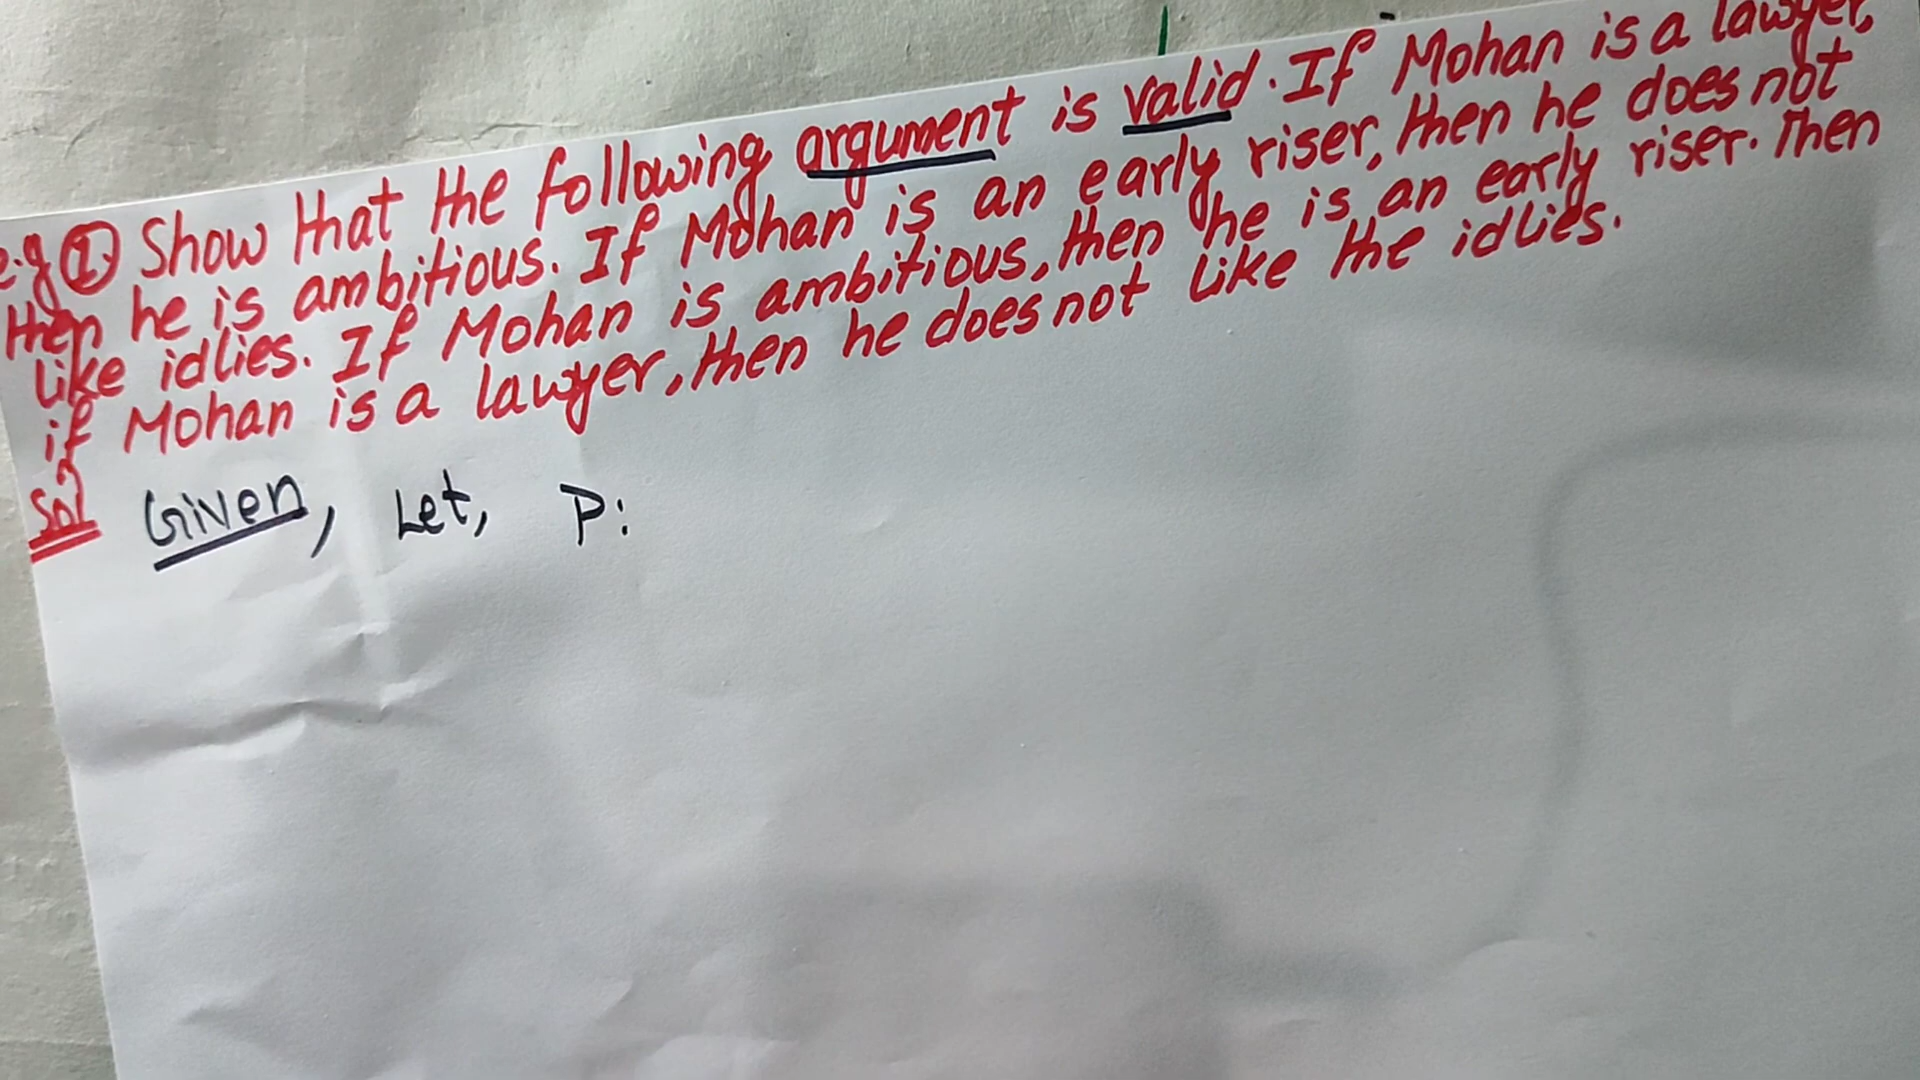 e.g ① Show that the following argument is valid. If Mohan is a lawyer,
then he is ambitious. If Mohan is an early riser, then he does not
like idlies. If Mohan is ambitious, then he is an early riser. Then
if Mohan is a lawyer, then he does not like the idlies.
Sol? Given, Let, P: